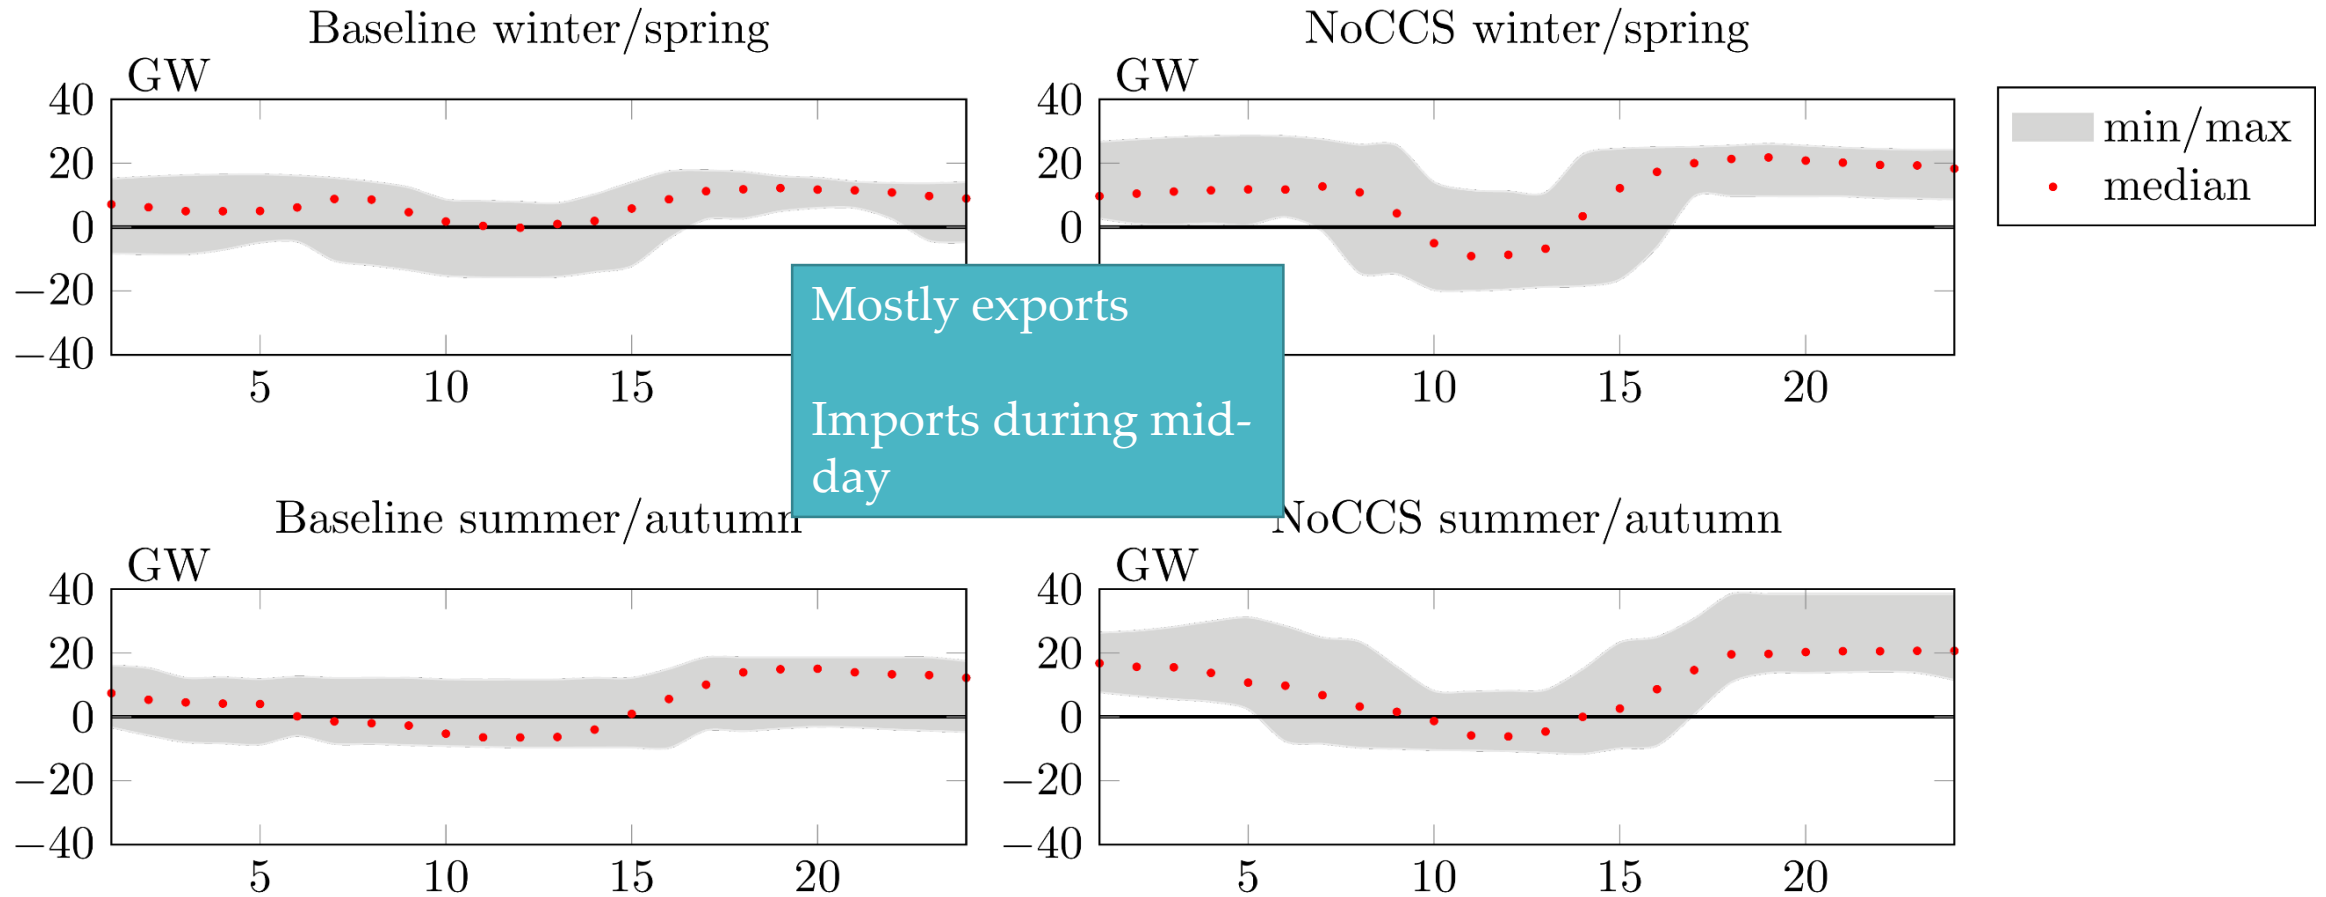 Baseline winter/spring
GW
40
20
0
−20
−40
5
10
15
NoCCS winter/spring
GW
40
20
0
10
15
20
min/max
median
Mostly exports
Imports during mid-
day
Baseline summer/autumn
GW
40
20
0
−20
−40
5
10
15
20
NoCCS summer/autumn
GW
40
20
0
−20
−40
5
10
15
20